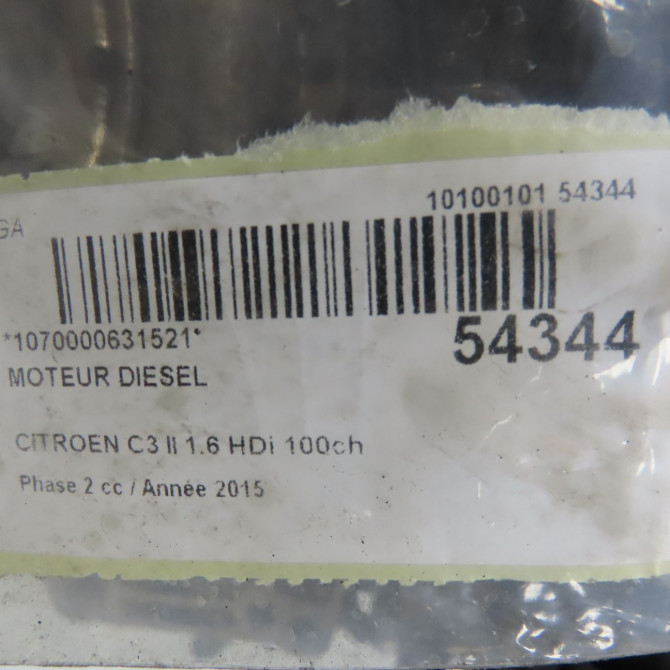 10100101 54344
GA
*1070000631521*
54344
MOTEUR DIESEL
CITROEN C3 II 1.6 HDi 100ch
Phase 2 cc / Année 2015